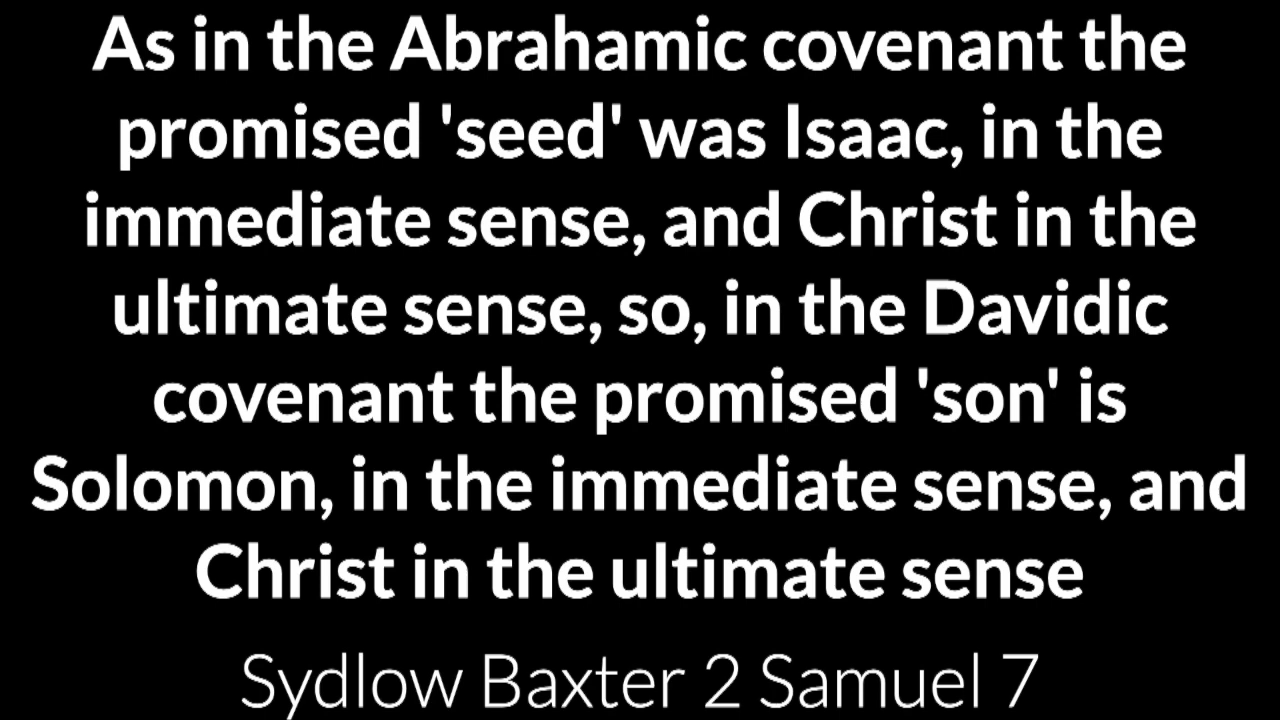 As in the Abrahamic covenant the
promised 'seed' was Isaac, in the
immediate sense, and Christ in the
ultimate sense, so, in the Davidic
covenant the promised 'son' is
Solomon, in the immediate sense, and
Christ in the ultimate sense
Sydlow Baxter 2 Samuel 7